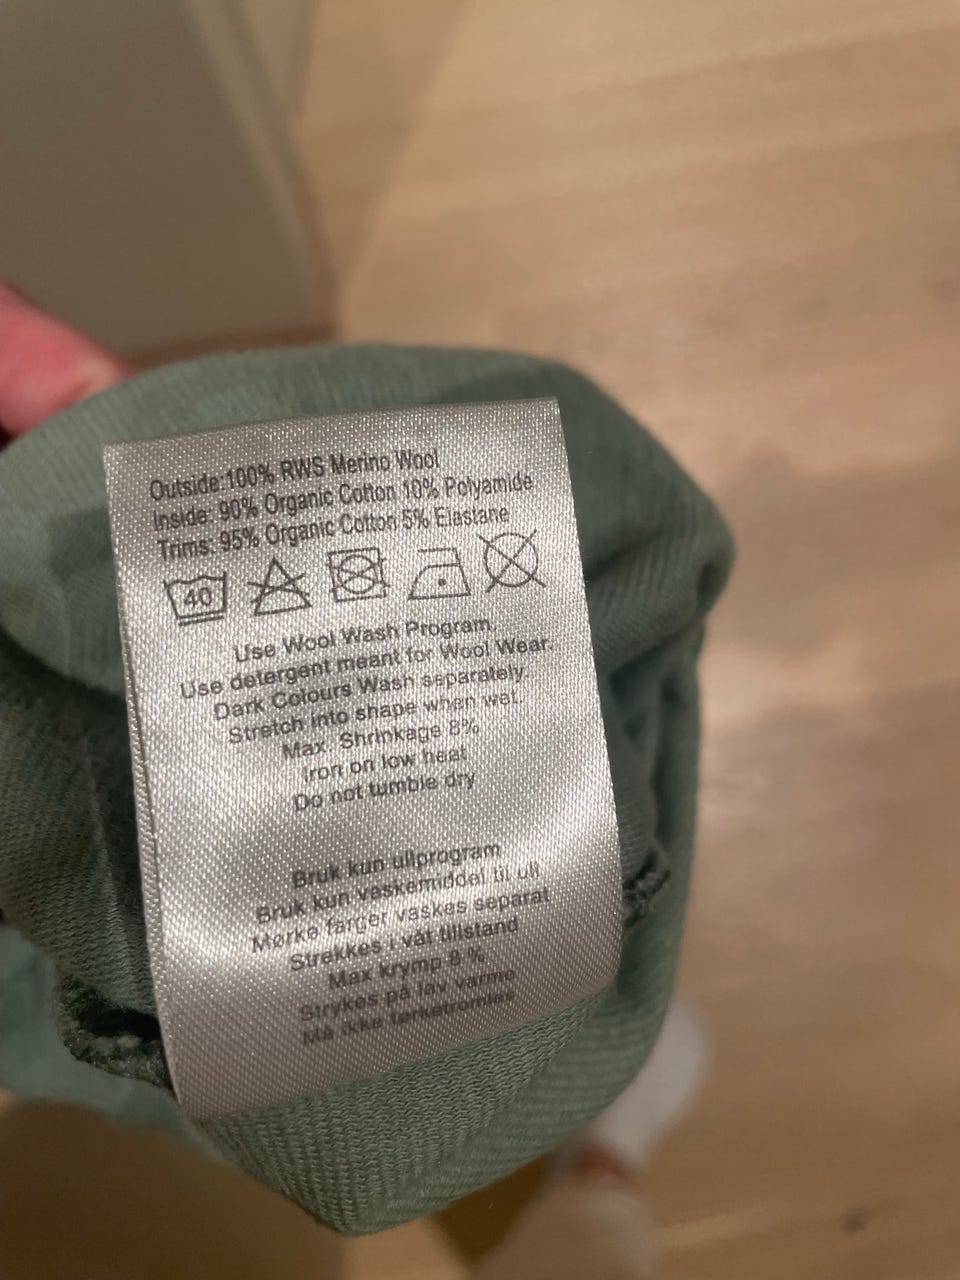 Outside:100% RWS Merino Wool
Inside: 90% Organic Cotton 10% Polyamide
Trims: 95% Organic Cotton 5% Elastane
40
Use Wool Wash Program.
Use detergent meant for Wool Wear.
Dark Colours Wash separately.
Stretch into shape when wet.
Max. Shrinkage 8%
Iron on low heat
Do not tumble dry
Bruk kun ullprogram
Bruk kun vaskemiddel til ull
Mørke farger vaskes separat
Strekkes i våt tilstand
Max krymp 8 %
Strykes på lav varme
Må ikke tørketromles